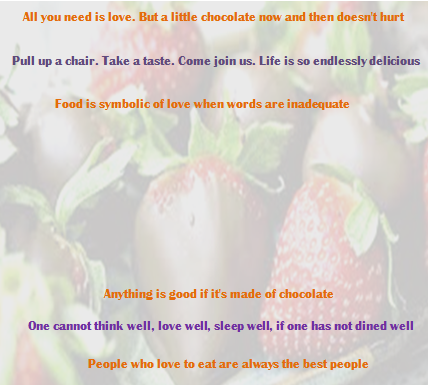 All you need is love. But a little chocolate now and then doesn't hurt
Pull up a chair. Take a taste. Come join us. Life is so endlessly delicious
Food is symbolic of love when words are inadequate
Anything is good if it's made of chocolate
One cannot think well, love well, sleep well, if one has not dined well
People who love to eat are always the best people